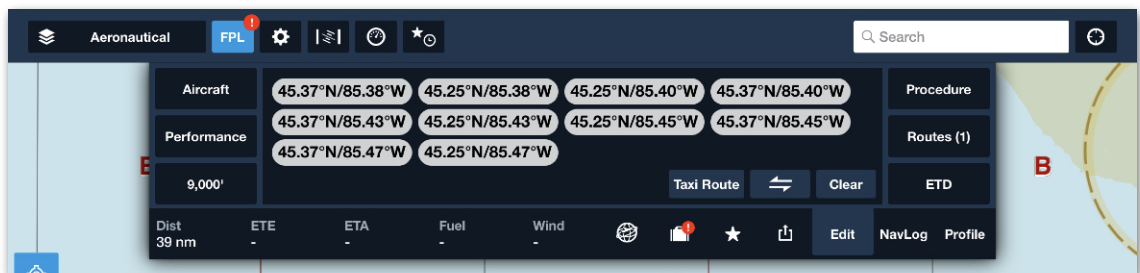 Aeronautical FPL ! Search
Aircraft 45.37°N/85.38°W 45.25°N/85.38°W 45.25°N/85.40°W 45.37°N/85.40°W Procedure
Performance 45.37°N/85.43°W 45.25°N/85.43°W 45.25°N/85.45°W 45.37°N/85.45°W Routes (1)
45.37°N/85.47°W 45.25°N/85.47°W
B
9,000' Taxi Route Clear ETD
Dist ETE ETA Fuel Wind
39 nm - - - - ! Edit NavLog Profile